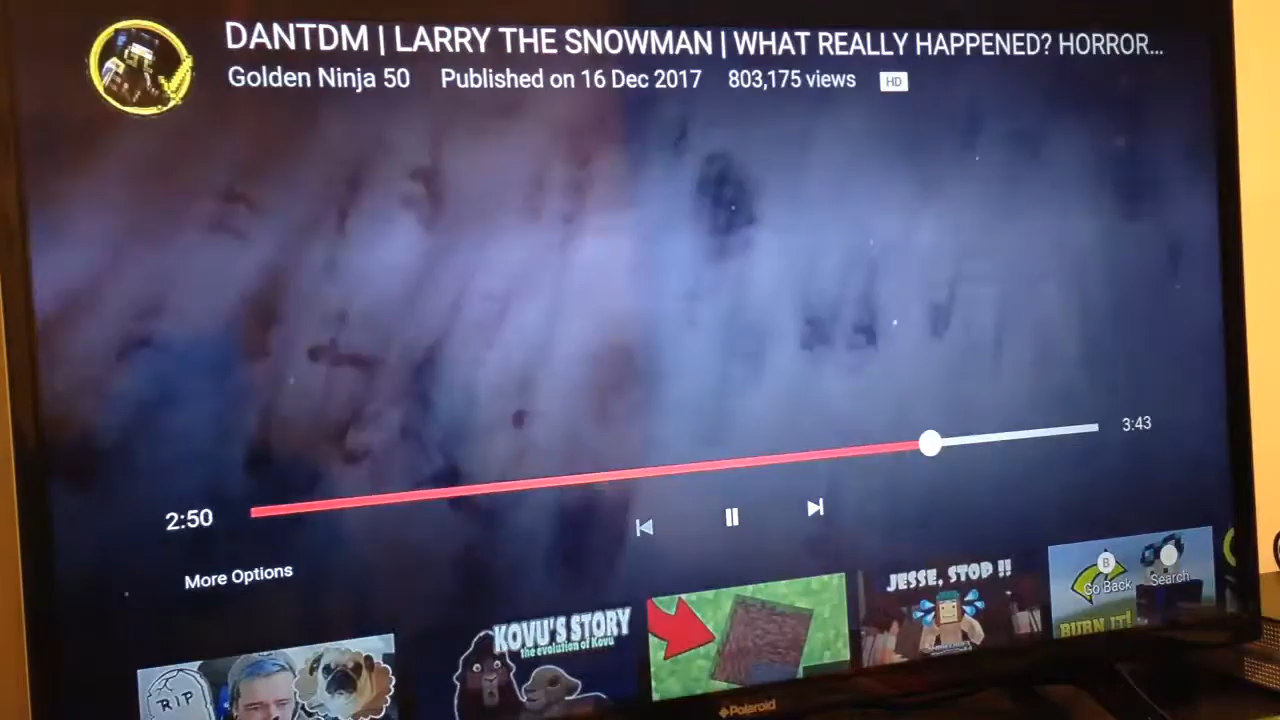 DANTDM | LARRY THE SNOWMAN | WHAT REALLY HAPPENED? HORROR...
Golden Ninja 50 Published on 16 Dec 2017 803,175 views HD
3:43
2:50
More Options
RIP
KOVU'S STORY
the evolution of Kovu
JESSE, STOP !!
B
Go Back
Search
BURN IT!
Polaroid